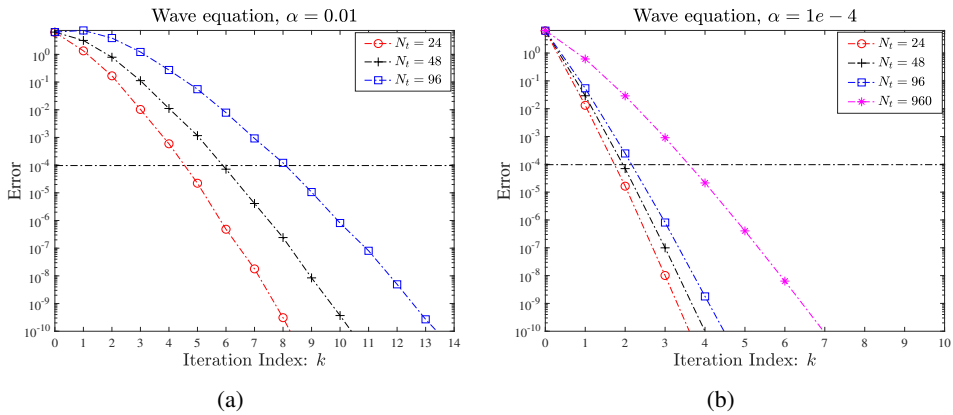 Wave equation, α = 0.01
Error
10^0
10^-1
10^-2
10^-3
10^-4
10^-5
10^-6
10^-7
10^-8
10^-9
10^-10
N_t = 24
N_t = 48
N_t = 96
0 1 2 3 4 5 6 7 8 9 10 11 12 13 14
Iteration Index: k
(a)
Wave equation, α = 1e − 4
Error
10^0
10^-1
10^-2
10^-3
10^-4
10^-5
10^-6
10^-7
10^-8
10^-9
10^-10
N_t = 24
N_t = 48
N_t = 96
N_t = 960
0 1 2 3 4 5 6 7 8 9 10
Iteration Index: k
(b)